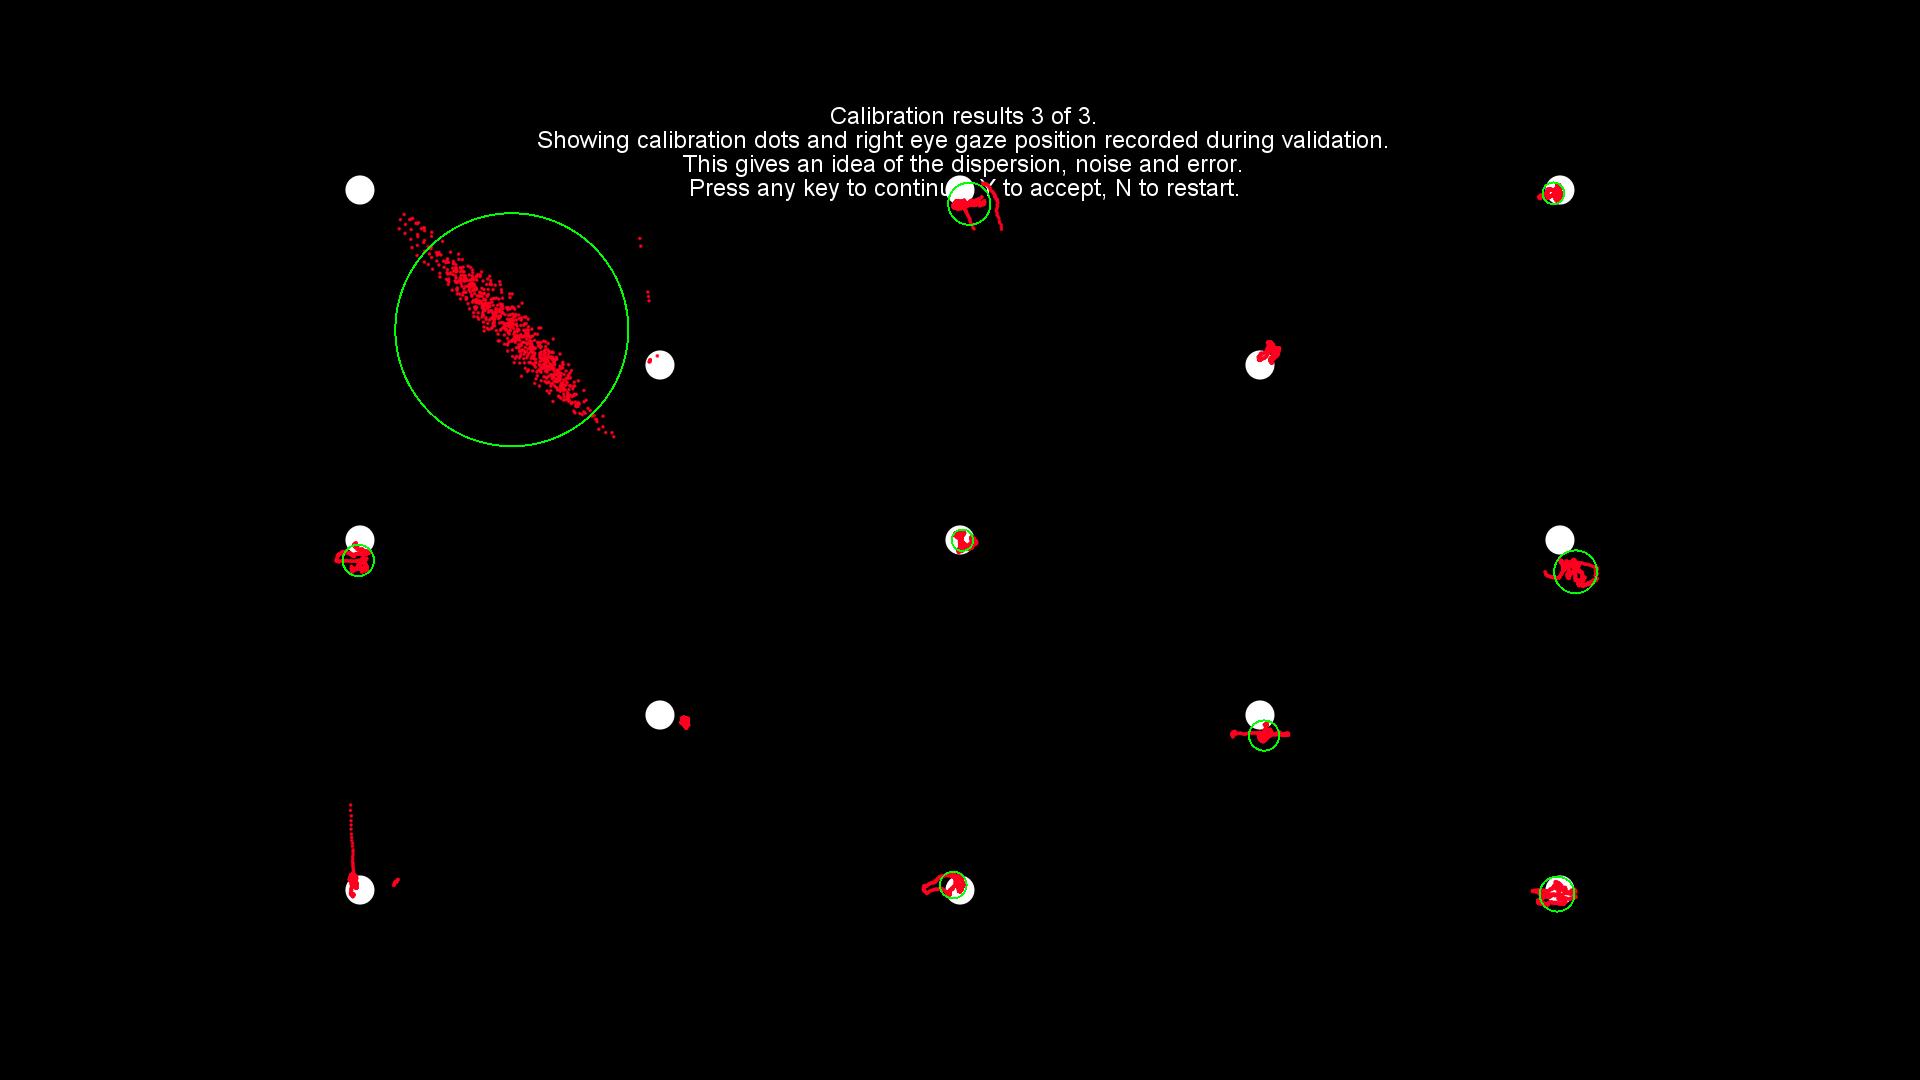 Calibration results 3 of 3.
Showing calibration dots and right eye gaze position recorded during validation.
This gives an idea of the dispersion, noise and error.
Press any key to continu Y to accept, N to restart.